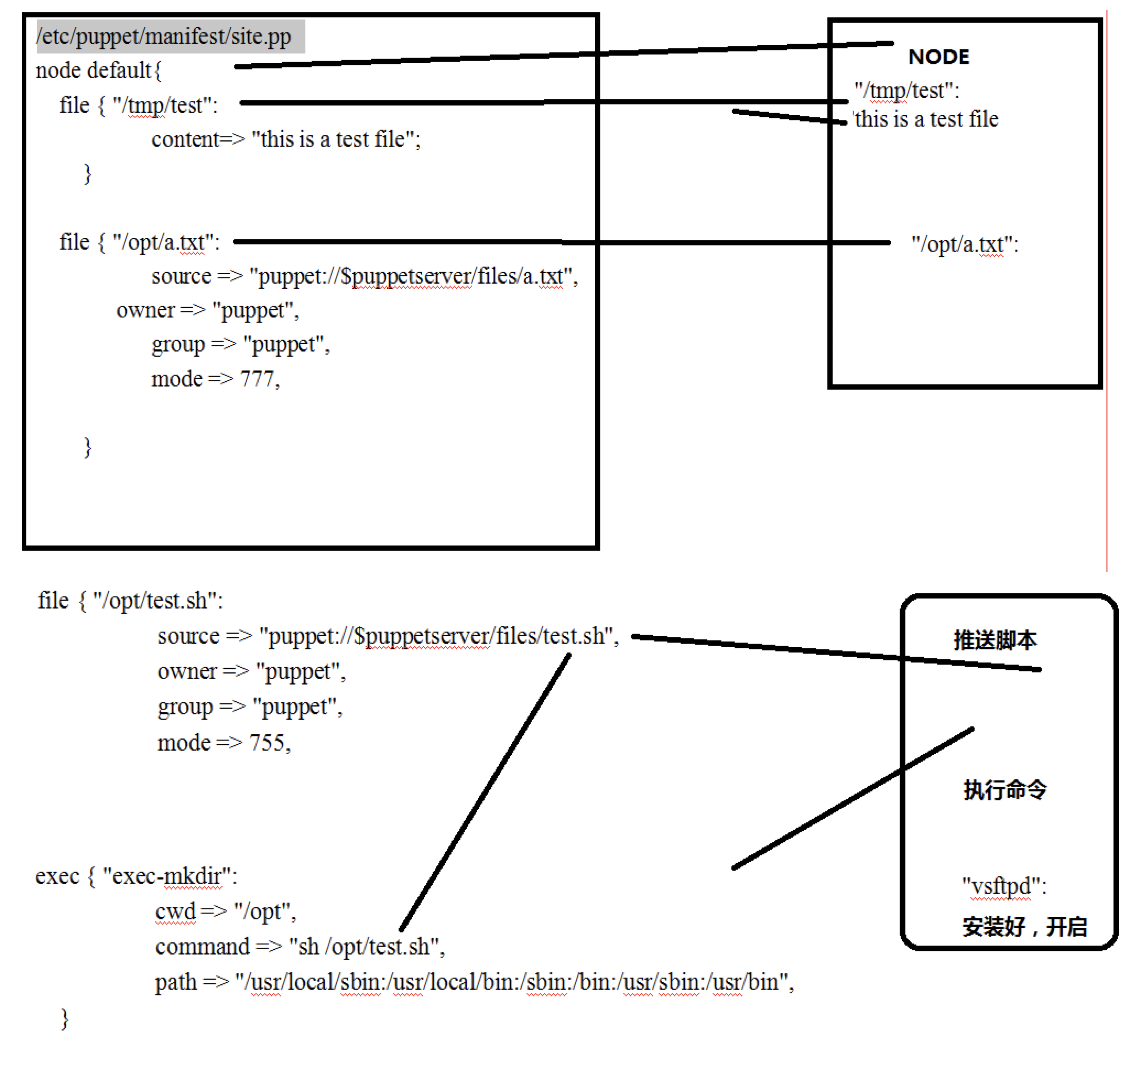 /etc/puppet/manifest/site.pp
node default{
file { "/tmp/test":
content=> "this is a test file";
}
file { "/opt/a.txt":
source => "puppet://$puppetserver/files/a.txt",
owner => "puppet",
group => "puppet",
mode => 777,
}
NODE
"/tmp/test":
'this is a test file
"/opt/a.txt":
file { "/opt/test.sh":
source => "puppet://$puppetserver/files/test.sh",
owner => "puppet",
group => "puppet",
mode => 755,
exec { "exec-mkdir":
cwd => "/opt",
command => "sh /opt/test.sh",
path => "/usr/local/sbin:/usr/local/bin:/sbin:/bin:/usr/sbin:/usr/bin",
}
推送脚本
执行命令
"vsftpd":
安装好，开启